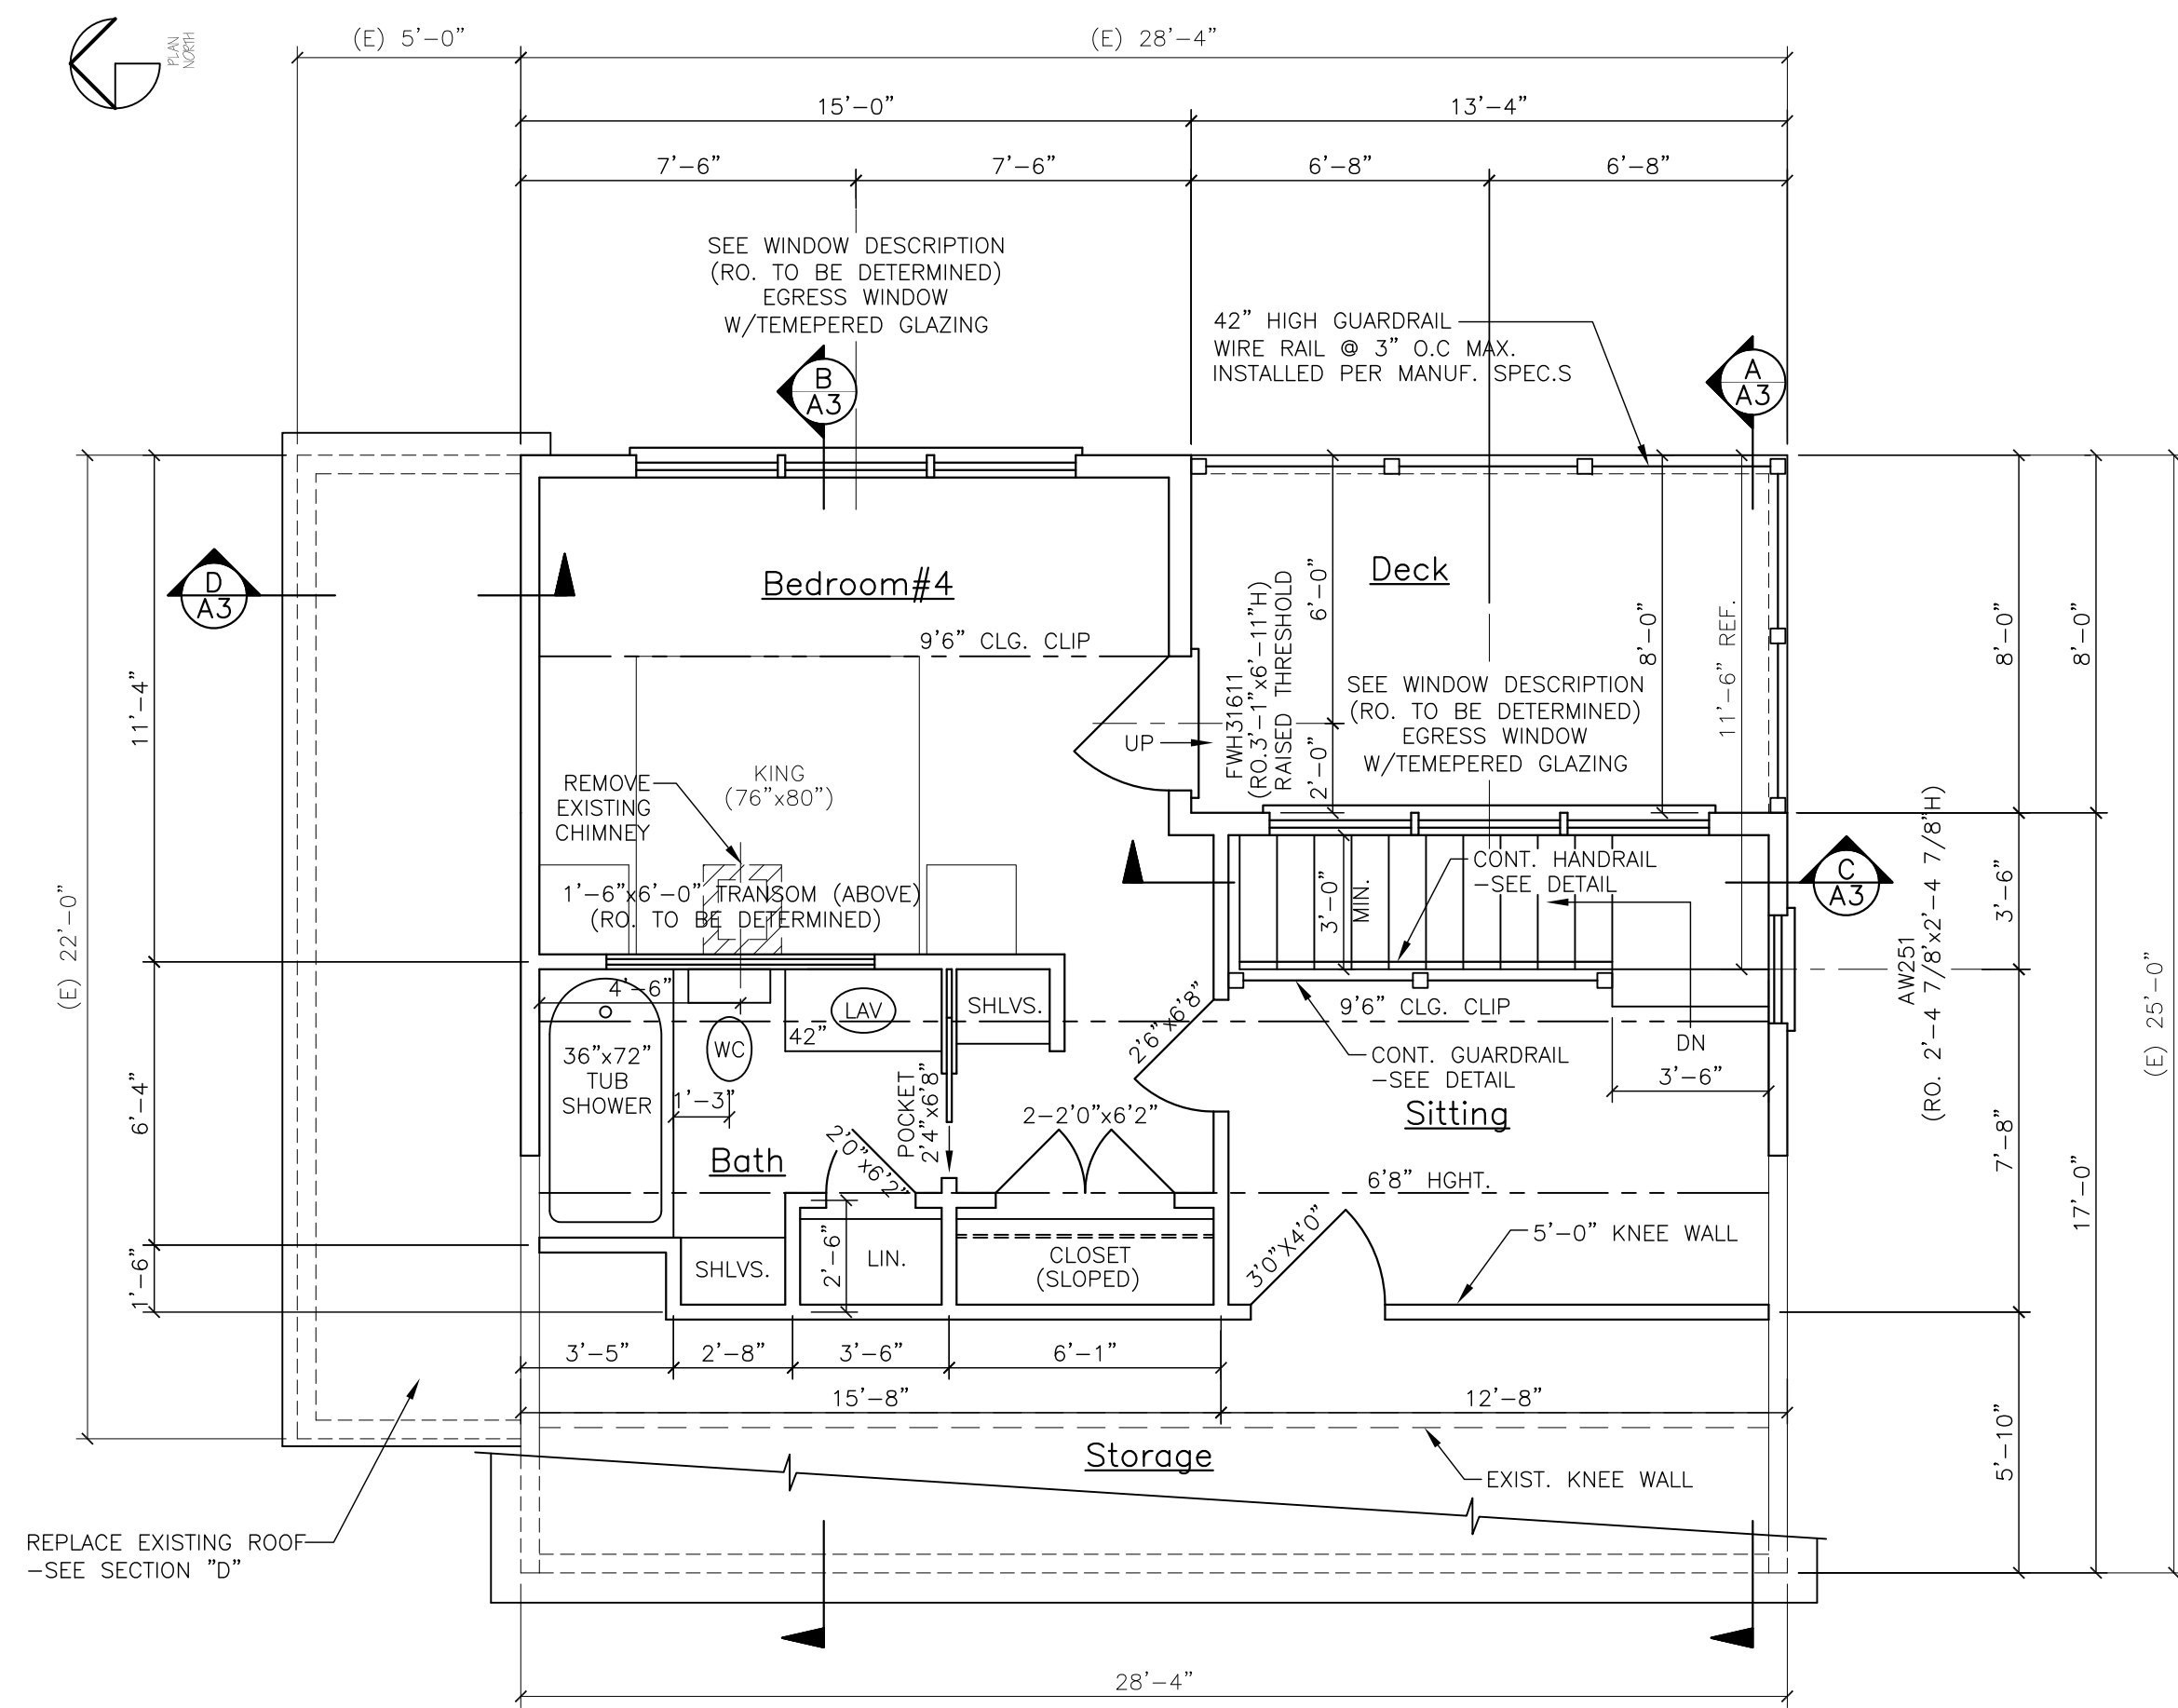 PLAN
NORTH
(E) 5'-0"
(E) 28'-4"
15'-0"
13'-4"
7'-6"
7'-6"
6'-8"
6'-8"
SEE WINDOW DESCRIPTION
(RO. TO BE DETERMINED)
EGRESS WINDOW
W/TEMEPERED GLAZING
42" HIGH GUARDRAIL
WIRE RAIL @ 3" O.C MAX.
INSTALLED PER MANUF. SPEC.S
B
A3
A
A3
D
A3
Bedroom#4
Deck
9'6" CLG. CLIP
FWH31611
(RO.3'-1"x6'-11"H)
RAISED THRESHOLD
6'-0"
2'-0"
8'-0"
11'-6" REF.
8'-0"
8'-0"
SEE WINDOW DESCRIPTION
(RO. TO BE DETERMINED)
EGRESS WINDOW
W/TEMEPERED GLAZING
UP
11'-4"
(E) 22'-0"
REMOVE
EXISTING
CHIMNEY
KING
(76"x80")
1'-6"x6'-0" TRANSOM (ABOVE)
(RO. TO BE DETERMINED)
CONT. HANDRAIL
-SEE DETAIL
3'-0"
MIN.
C
A3
3'-6"
AW251
(RO. 2'-4 7/8'x2'-4 7/8"H)
(E) 25'-0"
4'-6"
LAV
SHLVS.
42"
WC
36"x72"
TUB
SHOWER
1'-3"
POCKET
2'4"x6'8"
2'6"x6'8"
9'6" CLG. CLIP
CONT. GUARDRAIL
-SEE DETAIL
DN
3'-6"
Sitting
6'-4"
Bath
2'0"x6'2"
2-2'0"x6'2"
6'8" HGHT.
7'-8"
17'-0"
5'-0" KNEE WALL
3'0"X4'0"
1'-6"
SHLVS.
2'-6"
LIN.
CLOSET
(SLOPED)
3'-5"
2'-8"
3'-6"
6'-1"
15'-8"
12'-8"
5'-10"
Storage
EXIST. KNEE WALL
REPLACE EXISTING ROOF
-SEE SECTION "D"
28'-4"